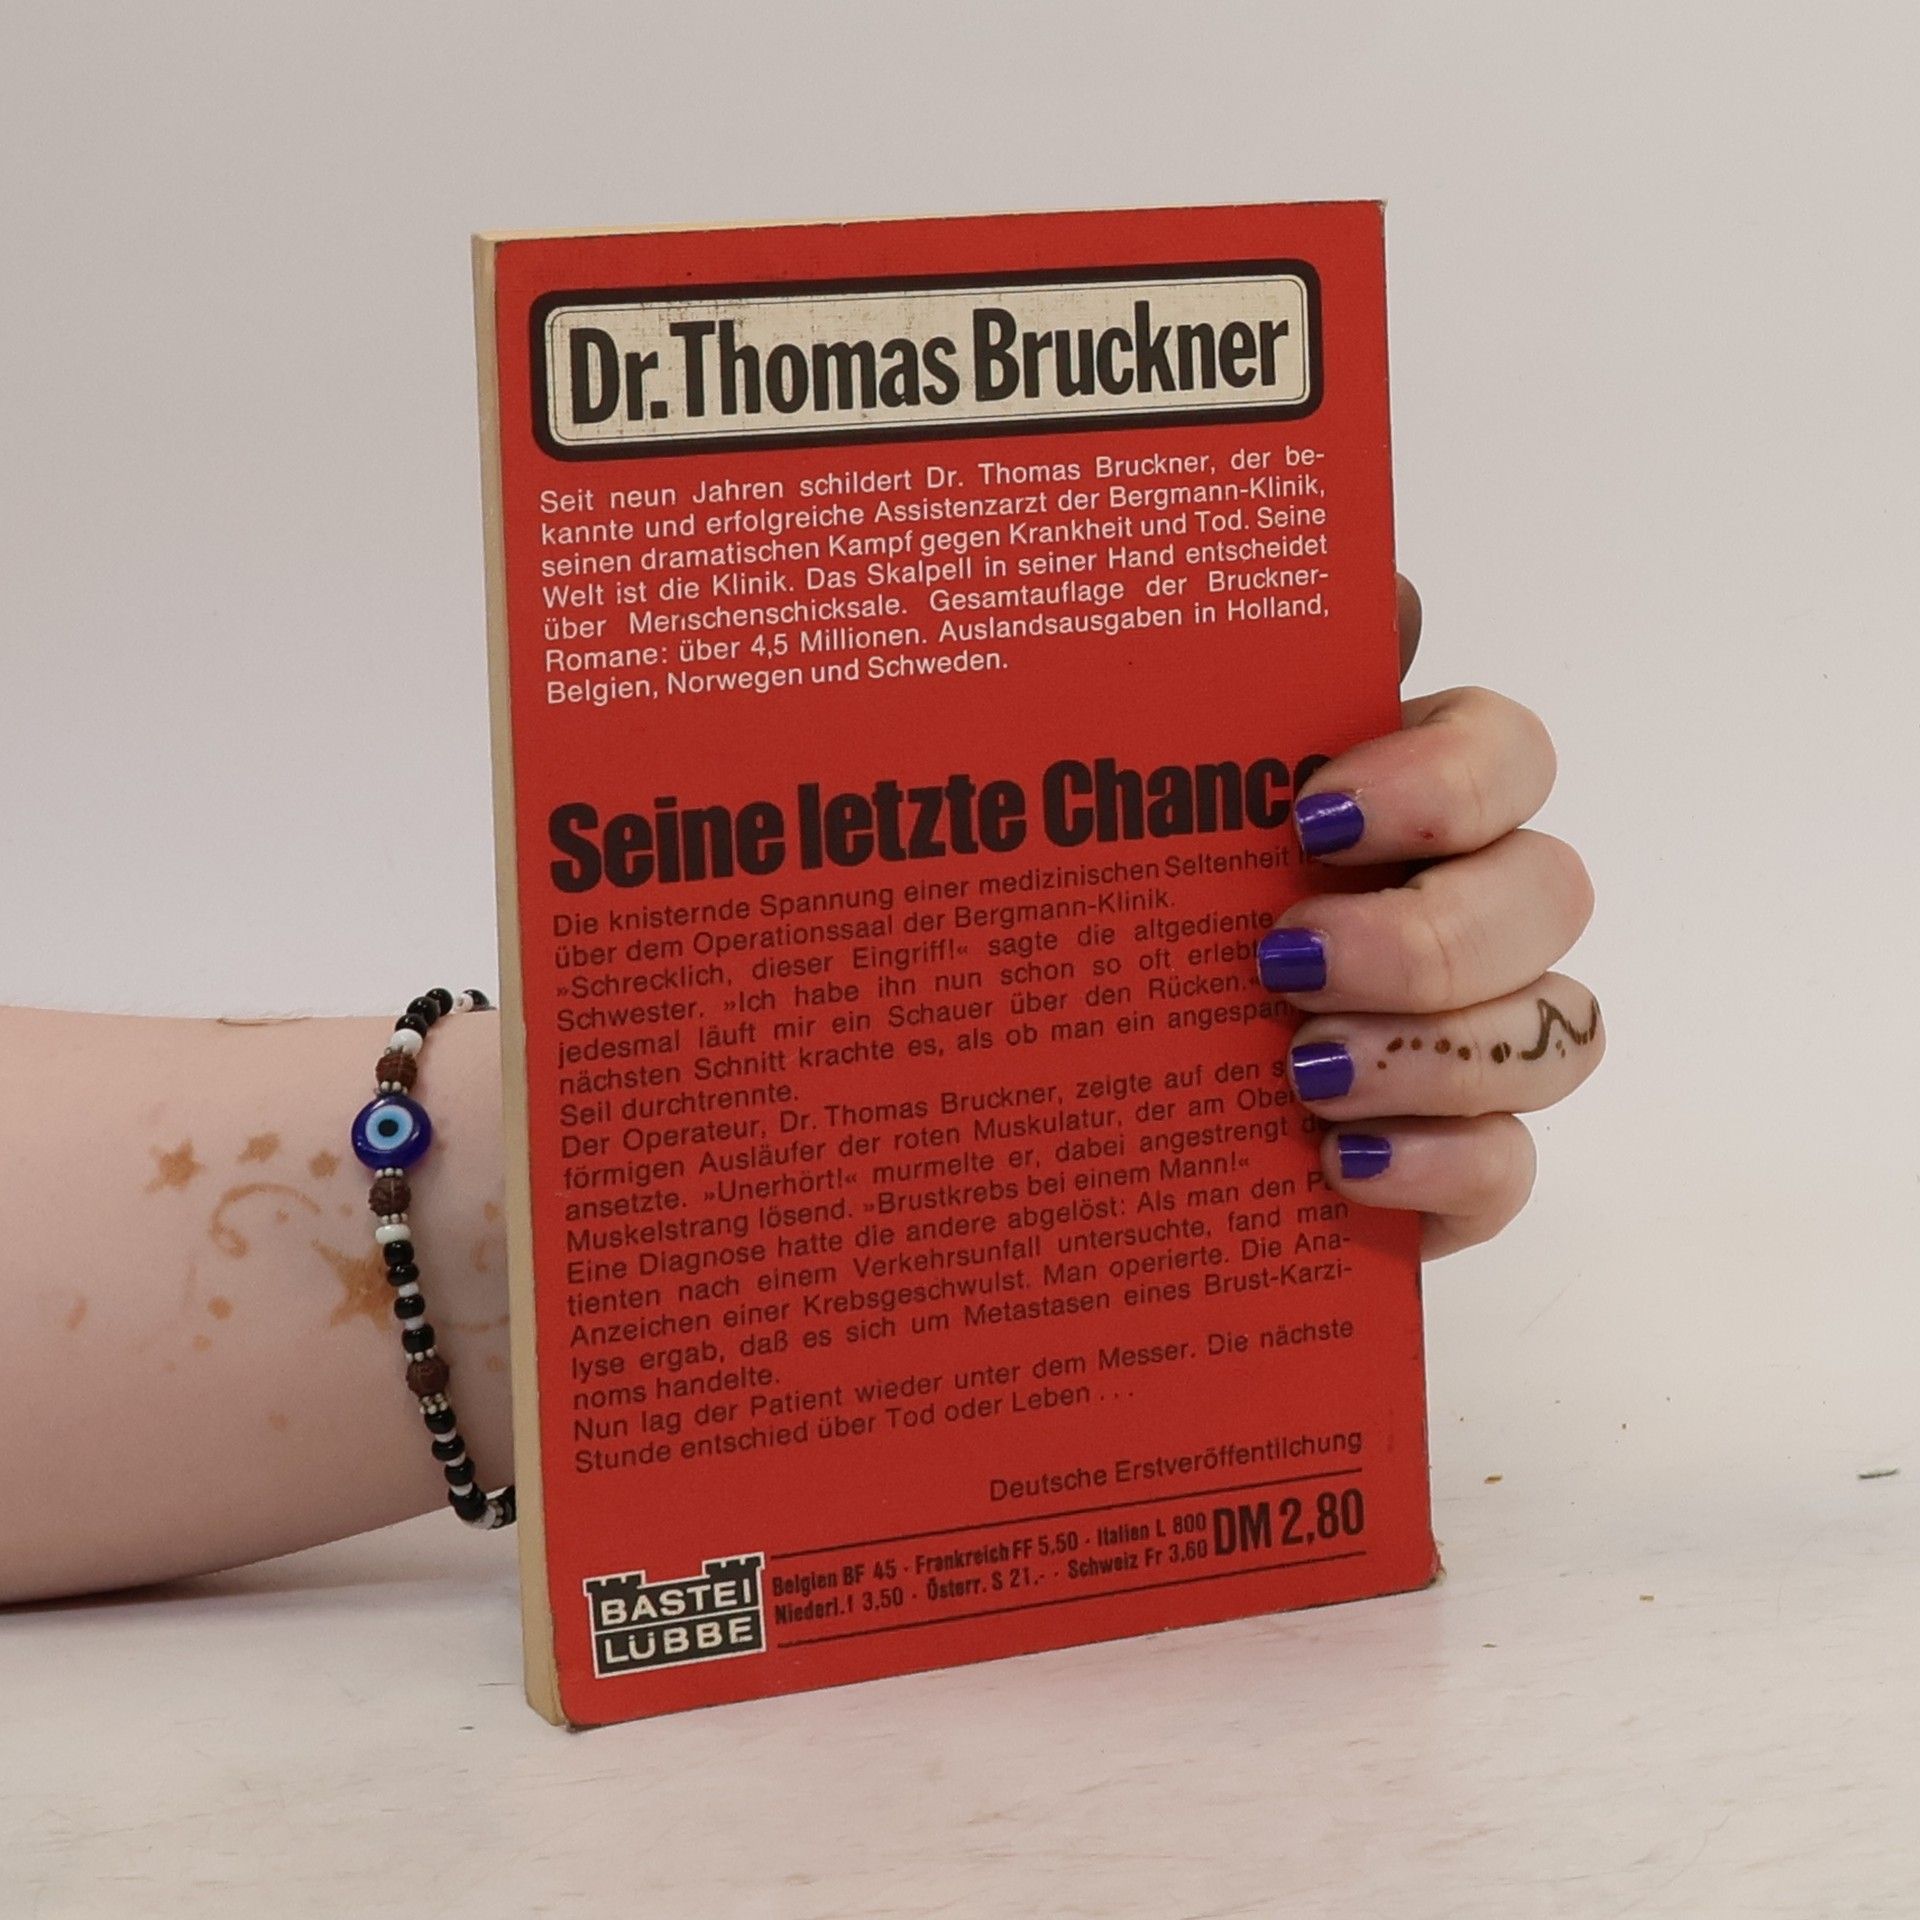 Dr. Thomas Bruckner
Seit neun Jahren schildert Dr. Thomas Bruckner, der be-
kannte und erfolgreiche Assistenzarzt der Bergmann-Klinik,
seinen dramatischen Kampf gegen Krankheit und Tod. Seine
Welt ist die Klinik. Das Skalpell in seiner Hand entscheidet
über Menschenschicksale. Gesamtauflage der Bruckner-
Romane: über 4,5 Millionen. Auslandsausgaben in Holland,
Belgien, Norwegen und Schweden.
Seine letzte Chance
Die knisternde Spannung einer medizinischen Seltenheit
über dem Operationssaal der Bergmann-Klinik.
»Schrecklich, dieser Eingriff!« sagte die altgediente
Schwester. »Ich habe ihn nun schon so oft erlebt
jedesmal läuft mir ein Schauer über den Rücken.«
nächsten Schnitt krachte es, als ob man ein
Seil durchtrennte.
Der Operateur, Dr. Thomas Bruckner, zeigte auf den
förmigen Ausläufer der roten Muskulatur, der am
ansetzte. »Unerhört!« murmelte er, dabei angestrengt
Muskelstrang lösend. »Brustkrebs bei einem Mann!«
Eine Diagnose hatte die andere abgelöst: Als man den
tienten nach einem Verkehrsunfall untersuchte, fand man
Anzeichen einer Krebsgeschwulst. Man operierte. Die Ana-
lyse ergab, daß es sich um Metastasen eines Brust-Karzi-
noms handelte.
Nun lag der Patient wieder unter dem Messer. Die nächste
Stunde entschied über Tod oder Leben . . .
Deutsche Erstveröffentlichung
BASTEI
LÜBBE
Belgien BF 45 · Frankreich FF 5,50 · Italien L 800
Niederl. f 3,50 · Österr. S 21,- · Schweiz Fr 3,60
DM 2,80